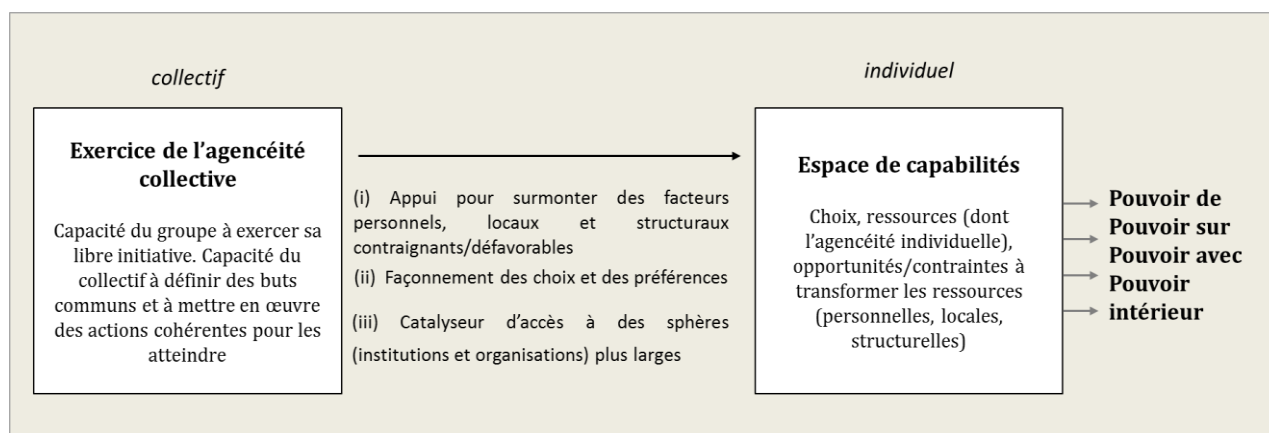 collectif
individuel
Exercice de l'agencéité
collective
Capacité du groupe à exercer sa
libre initiative. Capacité du
collectif à définir des buts
communs et à mettre en œuvre
des actions cohérentes pour les
atteindre
(i) Appui pour surmonter des facteurs
personnels, locaux et structuraux
contraignants/défavorables
(ii) Façonnement des choix et des préférences
(iii) Catalyseur d'accès à des sphères
(institutions et organisations) plus larges
Espace de capabilités
Choix, ressources (dont
l'agencéité individuelle),
opportunités/contraintes à
transformer les ressources
(personnelles, locales,
structurelles)
Pouvoir de
Pouvoir sur
Pouvoir avec
Pouvoir
intérieur